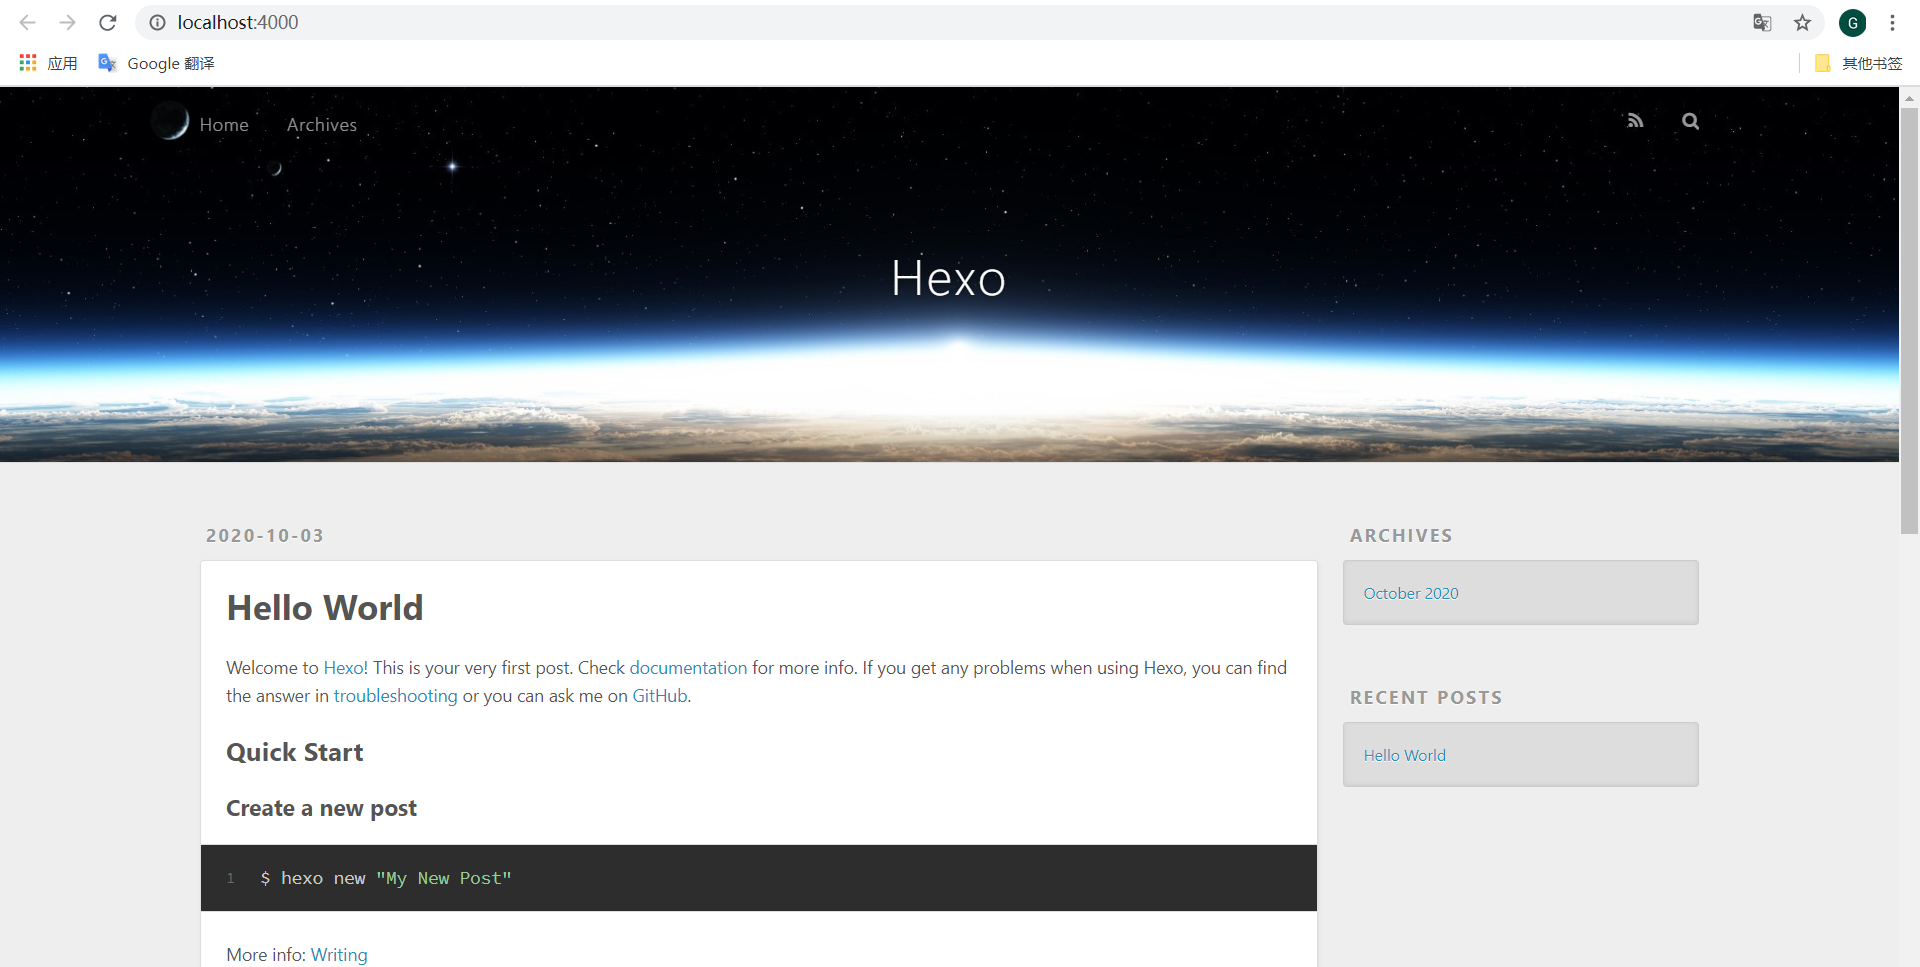 localhost:4000
G
应用
Google 翻译
其他书签
Home
Archives
Hexo
2020-10-03
Hello World
Welcome to Hexo! This is your very first post. Check documentation for more info. If you get any problems when using Hexo, you can find
the answer in troubleshooting or you can ask me on GitHub.
Quick Start
Create a new post
1 $ hexo new "My New Post"
More info: Writing
ARCHIVES
October 2020
RECENT POSTS
Hello World